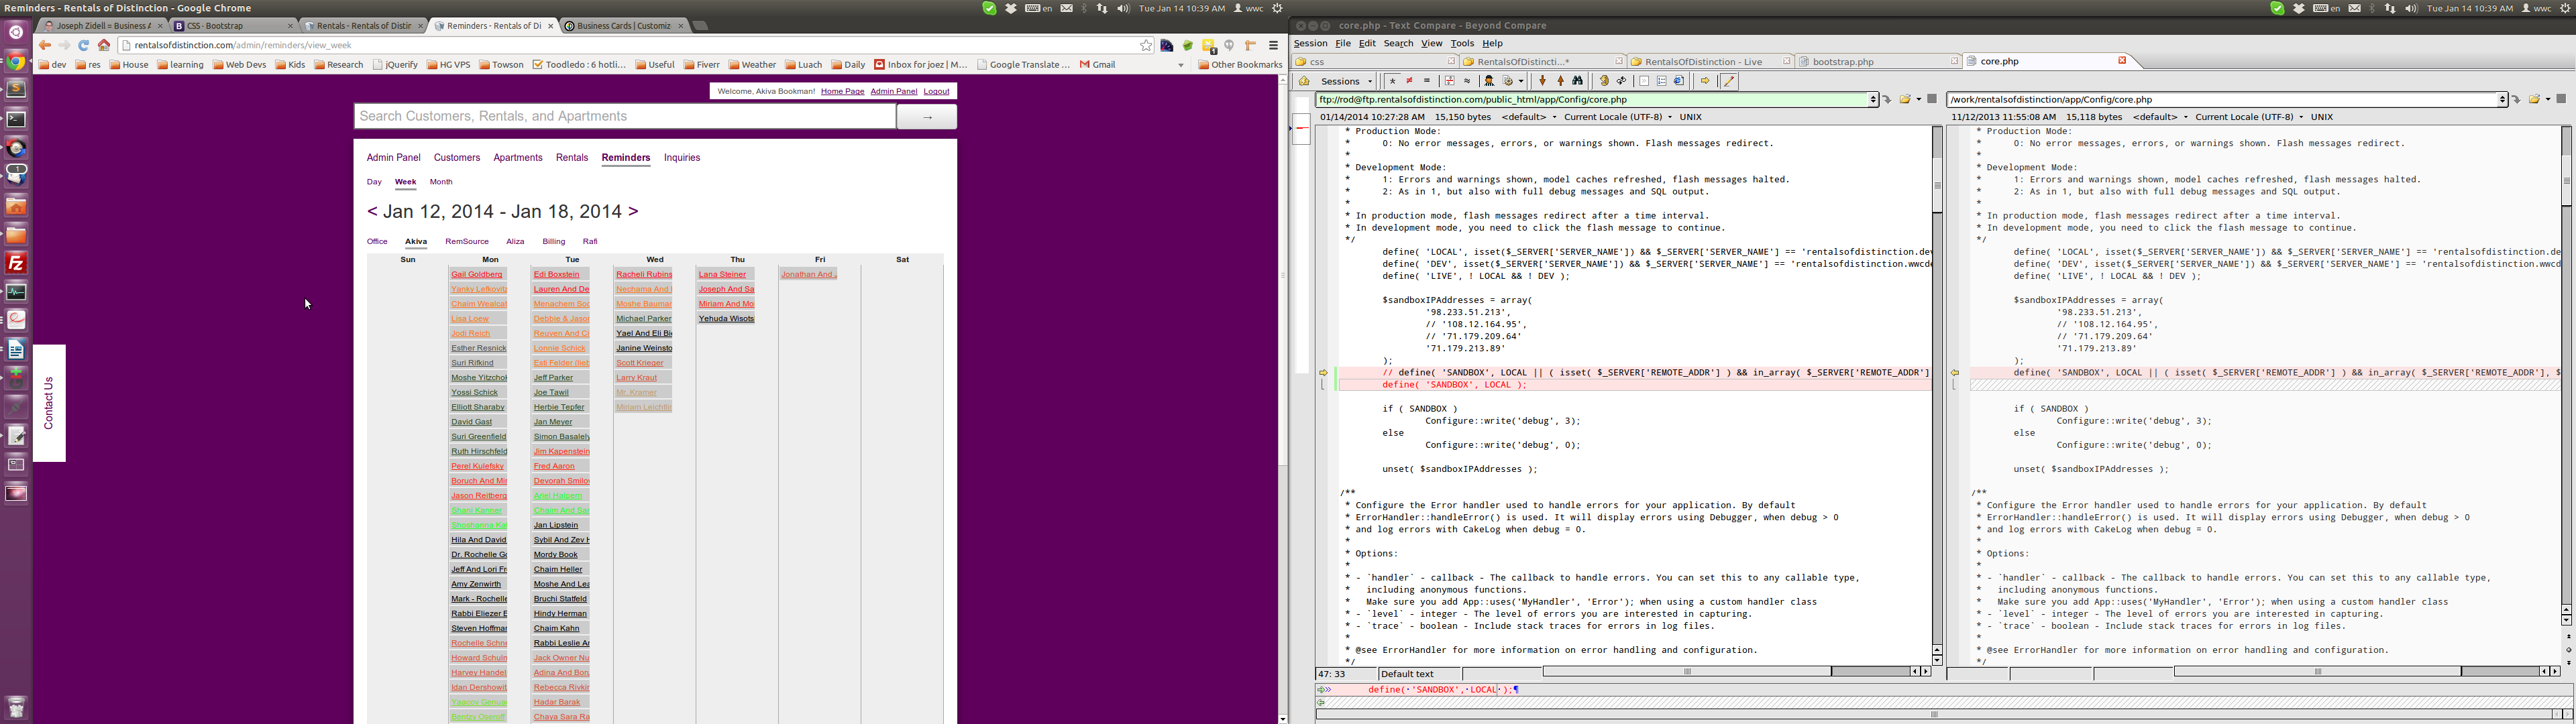 Reminders - Rentals of Distinction - Google Chrome
en
Tue Jan 14 10:39 AM
wwc
Joseph Zidell = Business A
CSS · Bootstrap
Rentals - Rentals of Distin
Reminders - Rentals of Di
Business Cards | Customiz
rentalsofdistinction.com/admin/reminders/view_week
dev res House learning Web Devs Kids Research jQuerify HG VPS Towson Toodledo : 6 hotli... Useful Fiverr Weather Luach Daily Inbox for joez | M... Google Translate ... Gmail Other Bookmarks
Welcome, Akiva Bookman! Home Page Admin Panel Logout
Search Customers, Rentals, and Apartments →
Admin Panel Customers Apartments Rentals Reminders Inquiries
Day Week Month
< Jan 12, 2014 - Jan 18, 2014 >
Office Akiva RemSource Aliza Billing Rafi
Contact Us
Sun Mon Tue Wed Thu Fri Sat
Gail Goldberg Edi Boxstein Racheli Rubins Lana Steiner Jonathan And
Yanky Lefkovit Lauren And De Nechama And Joseph And Sa
Chaim Wealcat Menachem Soc Moshe Bauman Miriam And Mo
Lisa Loew Debbie & Jason Michael Parker Yehuda Wisots
Jodi Reich Reuven And Ci Yael And Eli Bi
Esther Resnick Lonnie Schick Janine Weinsto
Suri Rifkind Esti Felder (let Scott Krieger
Moshe Yitzchok Jeff Parker Larry Kraut
Yossi Schick Joe Tawil Mr. Kramer
Elliott Sharaby Herbie Tepfer Miriam Leichtli
David Gast Jan Meyer
Suri Greenfield Simon Basalely
Ruth Hirschfeld Jim Kapenstein
Perel Kulefsky Fred Aaron
Boruch And Mir Devorah Smilov
Jason Reitberg Ariel Halpern
Shani Kanner Chaim And Sar
Shoshanna Ka Jan Lipstein
Hila And David Sybil And Zev H
Dr. Rochelle Go Mordy Book
Jeff And Lori Fr Chaim Heller
Amy Zenwirth Moshe And Lea
Mark - Rochelle Bruchi Statfeld
Rabbi Eliezer E Hindy Herman
Steven Hoffman Chaim Kahn
Rochelle Schne Rabbi Leslie Ar
Howard Schulm Jack Owner Nu
Harvey Handel Adina And Bon
Idan Dershowit Rebecca Rivkin
Hadar Barak
Chaya Sara Ra
core.php - Text Compare - Beyond Compare
en
Tue Jan 14 10:39 AM
wwc
Session File Edit Search View Tools Help
css
RentalsOfDistincti...*
RentalsOfDistinction - Live
bootstrap.php
core.php
Sessions
ftp://rod@ftp.rentalsofdistinction.com/public_html/app/Config/core.php
01/14/2014 10:27:28 AM 15,150 bytes <default> Current Locale (UTF-8) UNIX
* Production Mode:
* 0: No error messages, errors, or warnings shown. Flash messages redirect.
*
* Development Mode:
* 1: Errors and warnings shown, model caches refreshed, flash messages halted.
* 2: As in 1, but also with full debug messages and SQL output.
*
* In production mode, flash messages redirect after a time interval.
* In development mode, you need to click the flash message to continue.
*/
define( 'LOCAL', isset($_SERVER['SERVER_NAME']) && $_SERVER['SERVER_NAME'] == 'rentalsofdistinction.dev
define( 'DEV', isset($_SERVER['SERVER_NAME']) && $_SERVER['SERVER_NAME'] == 'rentalsofdistinction.wwcd
define( 'LIVE', ! LOCAL && ! DEV );
$sandboxIPAddresses = array(
'98.233.51.213',
// '108.12.164.95',
// '71.179.209.64'
'71.179.213.89'
);
// define( 'SANDBOX', LOCAL || ( isset( $_SERVER['REMOTE_ADDR'] ) && in_array( $_SERVER['REMOTE_ADDR']
define( 'SANDBOX', LOCAL );
if ( SANDBOX )
Configure::write('debug', 3);
else
Configure::write('debug', 0);
unset( $sandboxIPAddresses );
/**
* Configure the Error handler used to handle errors for your application. By default
* ErrorHandler::handleError() is used. It will display errors using Debugger, when debug > 0
* and log errors with CakeLog when debug = 0.
*
* Options:
*
* - `handler` - callback - The callback to handle errors. You can set this to any callable type,
* including anonymous functions.
* Make sure you add App::uses('MyHandler', 'Error'); when using a custom handler class
* - `level` - integer - The level of errors you are interested in capturing.
* - `trace` - boolean - Include stack traces for errors in log files.
*
* @see ErrorHandler for more information on error handling and configuration.
*/
47: 33 Default text
/work/rentalsofdistinction/app/Config/core.php
11/12/2013 11:55:08 AM 15,118 bytes <default> Current Locale (UTF-8) UNIX
* Production Mode:
* 0: No error messages, errors, or warnings shown. Flash messages redirect.
*
* Development Mode:
* 1: Errors and warnings shown, model caches refreshed, flash messages halted.
* 2: As in 1, but also with full debug messages and SQL output.
*
* In production mode, flash messages redirect after a time interval.
* In development mode, you need to click the flash message to continue.
*/
define( 'LOCAL', isset($_SERVER['SERVER_NAME']) && $_SERVER['SERVER_NAME'] == 'rentalsofdistinction.de
define( 'DEV', isset($_SERVER['SERVER_NAME']) && $_SERVER['SERVER_NAME'] == 'rentalsofdistinction.wwcd
define( 'LIVE', ! LOCAL && ! DEV );
$sandboxIPAddresses = array(
'98.233.51.213',
// '108.12.164.95',
// '71.179.209.64'
'71.179.213.89'
);
define( 'SANDBOX', LOCAL || ( isset( $_SERVER['REMOTE_ADDR'] ) && in_array( $_SERVER['REMOTE_ADDR'], $
if ( SANDBOX )
Configure::write('debug', 3);
else
Configure::write('debug', 0);
unset( $sandboxIPAddresses );
/**
* Configure the Error handler used to handle errors for your application. By default
* ErrorHandler::handleError() is used. It will display errors using Debugger, when debug > 0
* and log errors with CakeLog when debug = 0.
*
* Options:
*
* - `handler` - callback - The callback to handle errors. You can set this to any callable type,
* including anonymous functions.
* Make sure you add App::uses('MyHandler', 'Error'); when using a custom handler class
* - `level` - integer - The level of errors you are interested in capturing.
* - `trace` - boolean - Include stack traces for errors in log files.
*
* @see ErrorHandler for more information on error handling and configuration.
*/
define(·'SANDBOX',·LOCAL·);¶